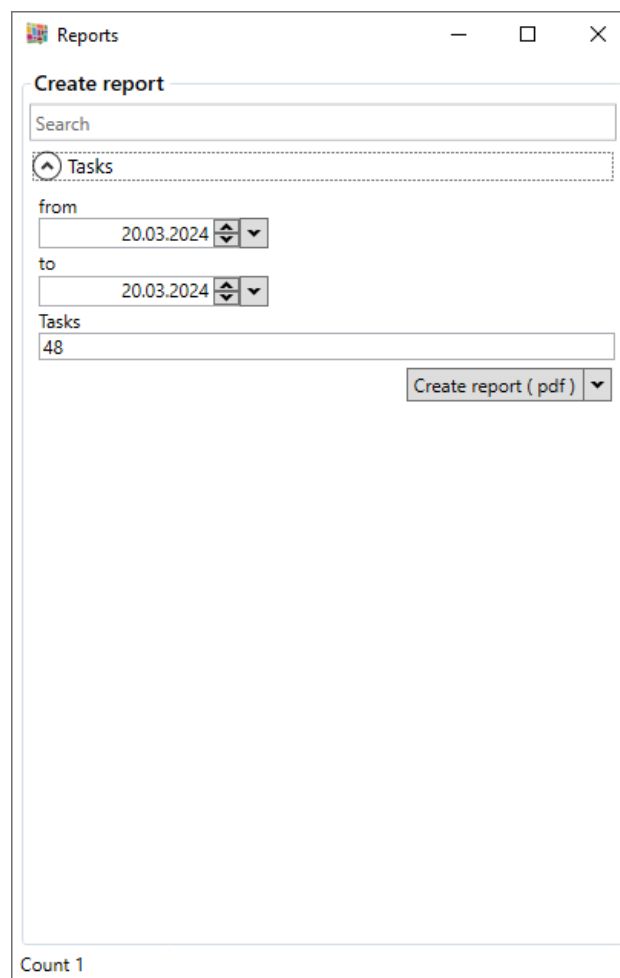 Reports
Create report
Search
Tasks
from
20.03.2024
to
20.03.2024
Tasks
48
Create report ( pdf )
Count 1